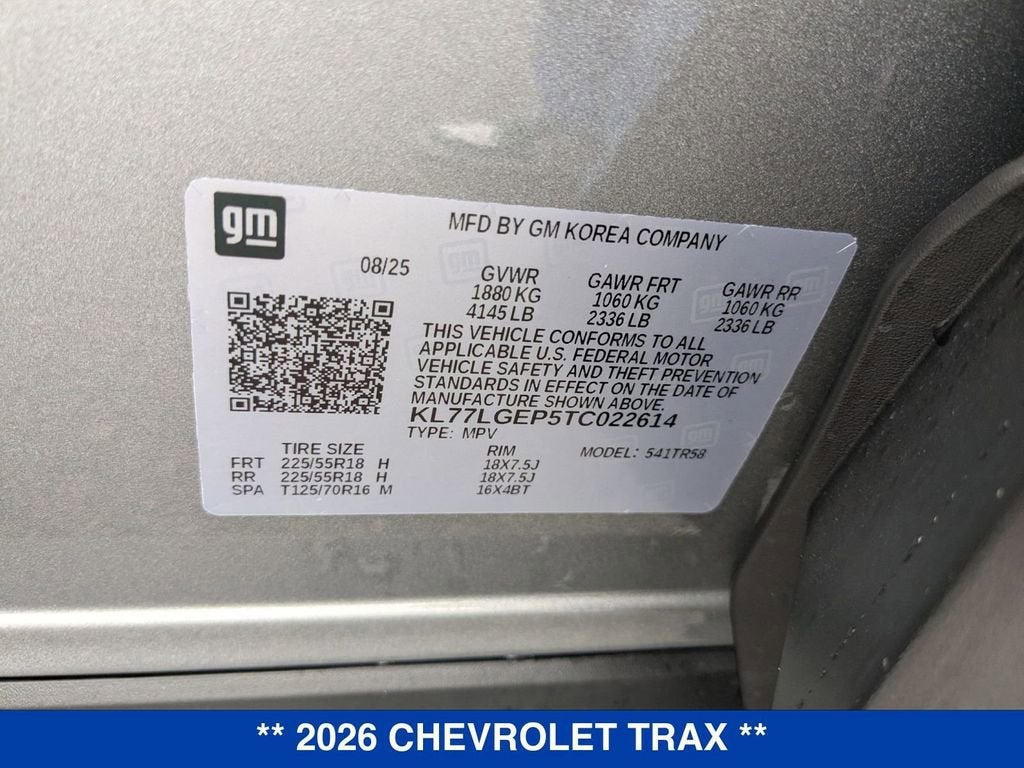 gm
MFD BY GM KOREA COMPANY
08/25
GVWR
1880 KG
4145 LB
GAWR FRT
1060 KG
2336 LB
GAWR RR
1060 KG
2336 LB
THIS VEHICLE CONFORMS TO ALL
APPLICABLE U.S. FEDERAL MOTOR
VEHICLE SAFETY AND THEFT PREVENTION
STANDARDS IN EFFECT ON THE DATE OF
MANUFACTURE SHOWN ABOVE.
KL77LGEP5TC022614
TYPE: MPV
TIRE SIZE RIM MODEL: 541TR58
FRT 225/55R18 H 18X7.5J
RR 225/55R18 H 18X7.5J
SPA T125/70R16 M 16X4BT
** 2026 CHEVROLET TRAX **